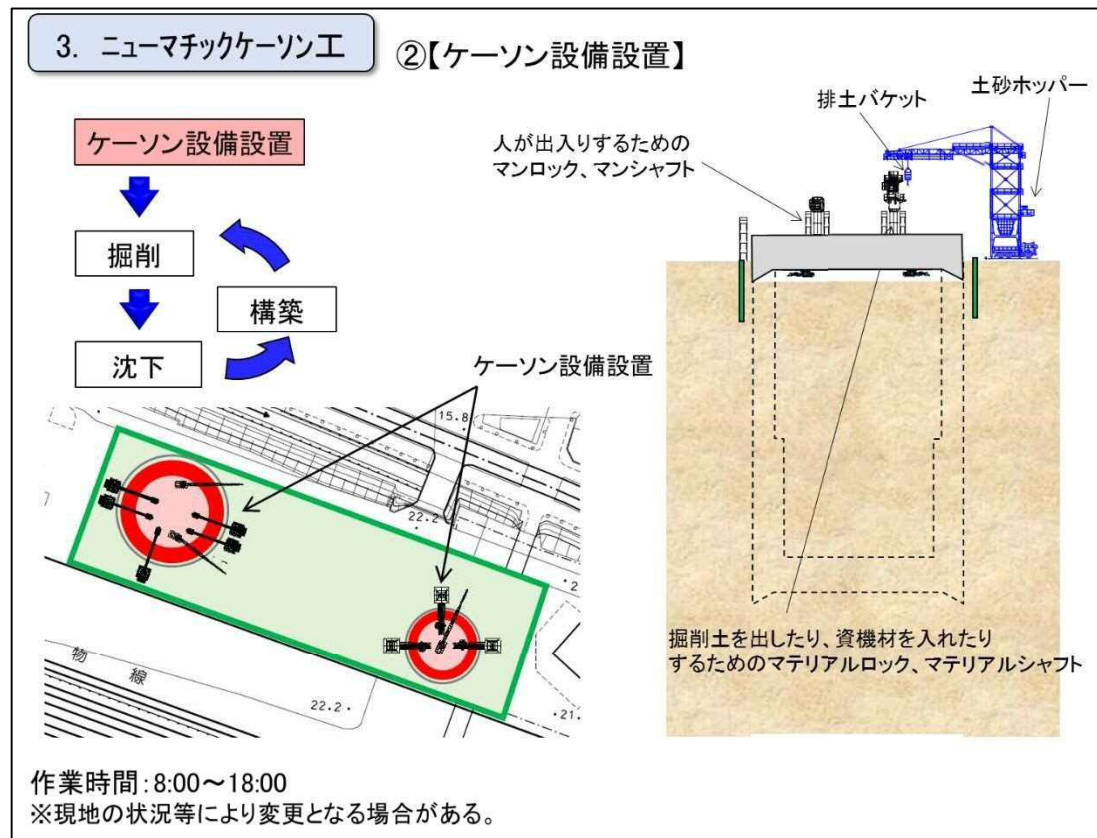 3. ニューマチックケーソン工
②【ケーソン設備設置】
ケーソン設備設置
掘削
沈下
構築
人が出入りするための
マンロック、マンシャフト
排土バケット
土砂ホッパー
ケーソン設備設置
15.8
22.2
物線
22.2
21.
掘削土を出したり、資機材を入れたり
するためのマテリアルロック、マテリアルシャフト
作業時間:8:00～18:00
※現地の状況等により変更となる場合がある。